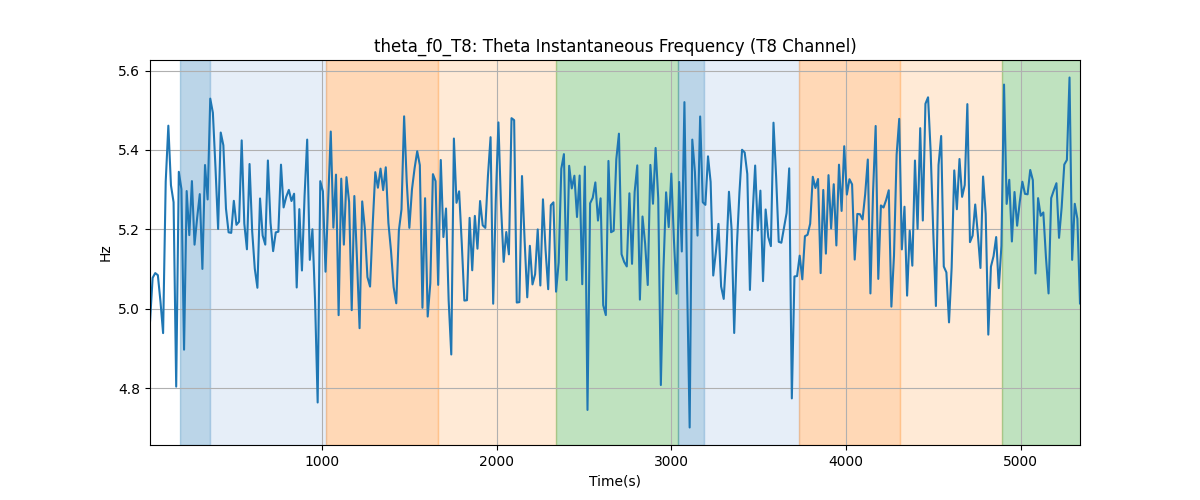 theta_f0_T8: Theta Instantaneous Frequency (T8 Channel)
5.6
5.4
5.2
5.0
4.8
Hz
1000 2000 3000 4000 5000
Time(s)